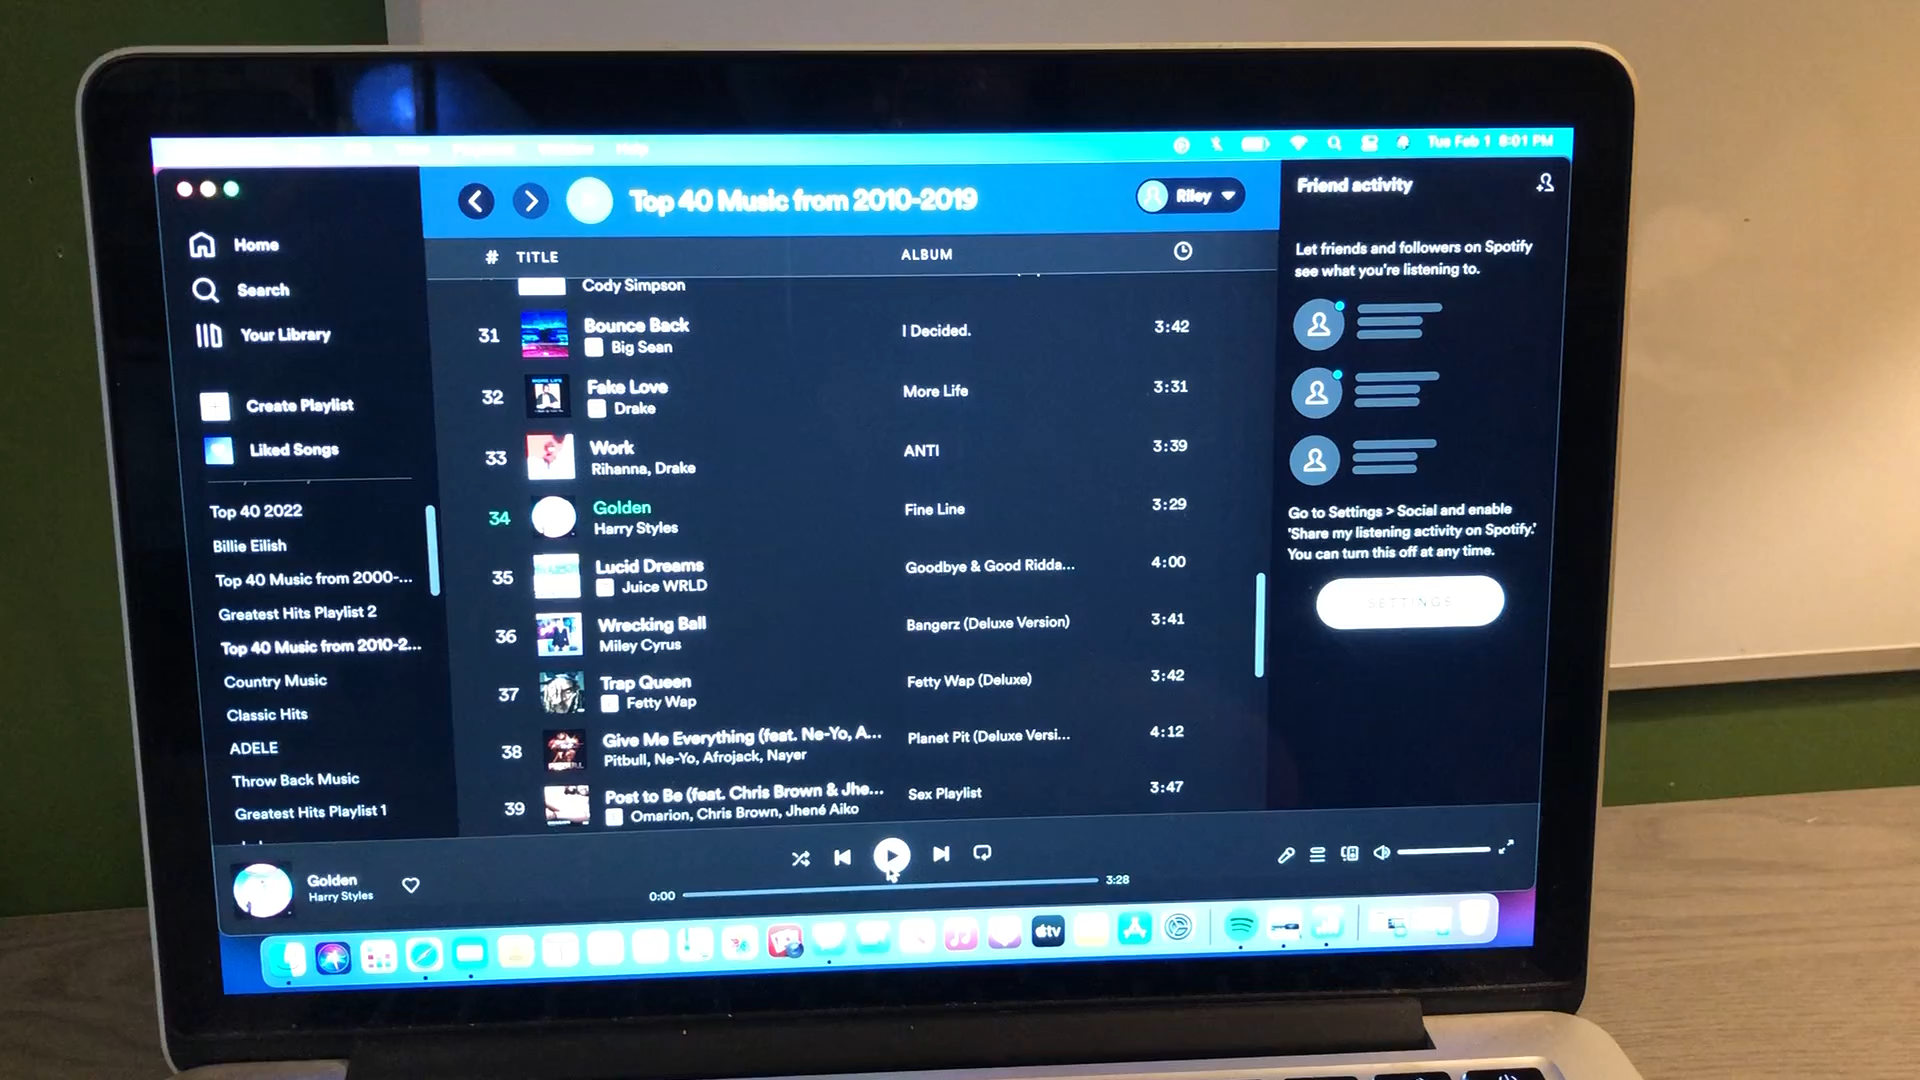 Help
Tue Feb 1 8:01 PM
Home
Search
Your Library
Create Playlist
Liked Songs
Top 40 2022
Billie Eilish
Top 40 Music from 2000-...
Greatest Hits Playlist 2
Top 40 Music from 2010-2...
Country Music
Classic Hits
ADELE
Throw Back Music
Greatest Hits Playlist 1
Top 40 Music from 2010-2019
Riley
# TITLE ALBUM
Cody Simpson
31 Bounce Back I Decided. 3:42
Big Sean
32 Fake Love More Life 3:31
Drake
33 Work ANTI 3:39
Rihanna, Drake
34 Golden Fine Line 3:29
Harry Styles
35 Lucid Dreams Goodbye & Good Ridda... 4:00
Juice WRLD
36 Wrecking Ball Bangerz (Deluxe Version) 3:41
Miley Cyrus
37 Trap Queen Fetty Wap (Deluxe) 3:42
Fetty Wap
38 Give Me Everything (feat. Ne-Yo, A... Planet Pit (Deluxe Versi... 4:12
Pitbull, Ne-Yo, Afrojack, Nayer
39 Post to Be (feat. Chris Brown & Jhe... Sex Playlist 3:47
Omarion, Chris Brown, Jhené Aiko
Friend activity
Let friends and followers on Spotify
see what you're listening to.
Go to Settings > Social and enable
'Share my listening activity on Spotify.'
You can turn this off at any time.
SETTINGS
Golden
Harry Styles
0:00
3:28
tv